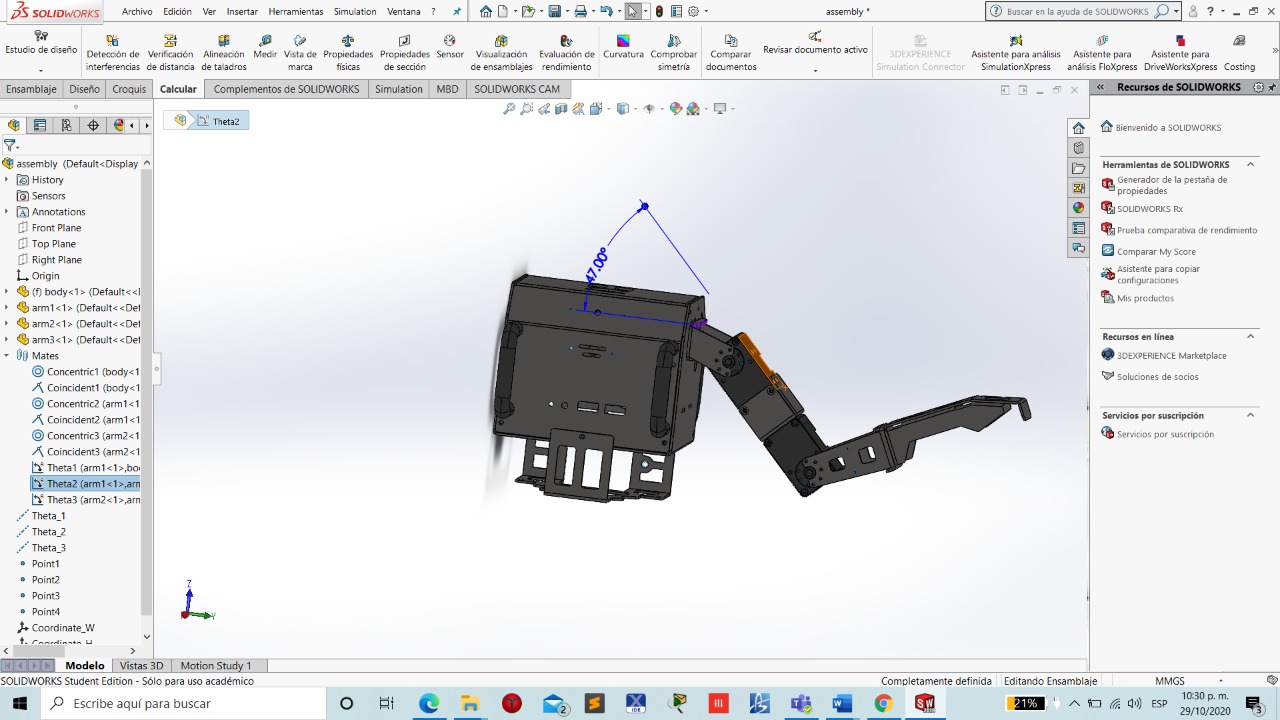 SOLIDWORKS Archivo Edición Ver Insertar Herramientas Simulation Ventana ? assembly * Buscar en la ayuda de SOLIDWORKS ?
Estudio de diseño
Detección de interferencias
Verificación de distancia
Alineación de taladro
Medir
Vista de marca
Propiedades físicas
Propiedades de sección
Sensor
Visualización de ensamblajes
Evaluación de rendimiento
Curvatura
Comprobar simetría
Comparar documentos
Revisar documento activo
3DEXPERIENCE Simulation Connector
Asistente para análisis SimulationXpress
Asistente para análisis FloXpress
Asistente para DriveWorksXpress
Costing
Ensamblaje Diseño Croquis Calcular Complementos de SOLIDWORKS Simulation MBD SOLIDWORKS CAM
Theta2
assembly (Default<Display
History
Sensors
Annotations
Front Plane
Top Plane
Right Plane
Origin
(f) body<1> (Default<<De
arm1<1> (Default<<Def
arm2<1> (Default<<Def
arm3<1> (Default<<Def
Mates
Concentric1 (body<1
Coincident1 (body<1
Concentric2 (arm1<1
Coincident2 (arm1<1
Concentric3 (arm2<1
Coincident3 (arm2<1
Theta1 (arm1<1>,bo
Theta2 (arm1<1>,arm
Theta3 (arm2<1>,arm
Theta_1
Theta_2
Theta_3
Point1
Point2
Point3
Point4
Coordinate_W
47.00°
Z
Y
Recursos de SOLIDWORKS
Bienvenido a SOLIDWORKS
Herramientas de SOLIDWORKS
Generador de la pestaña de
propiedades
SOLIDWORKS Rx
Prueba comparativa de rendimiento
Comparar My Score
Asistente para copiar
configuraciones
Mis productos
Recursos en línea
3DEXPERIENCE Marketplace
Soluciones de socios
Servicios por suscripción
Servicios por suscripción
Modelo Vistas 3D Motion Study 1
SOLIDWORKS Student Edition - Sólo para uso académico Completamente definida Editando Ensamblaje MMGS
Escribe aquí para buscar
2
IDE
21%
ESP
10:30 p. m.
29/10/2020
3